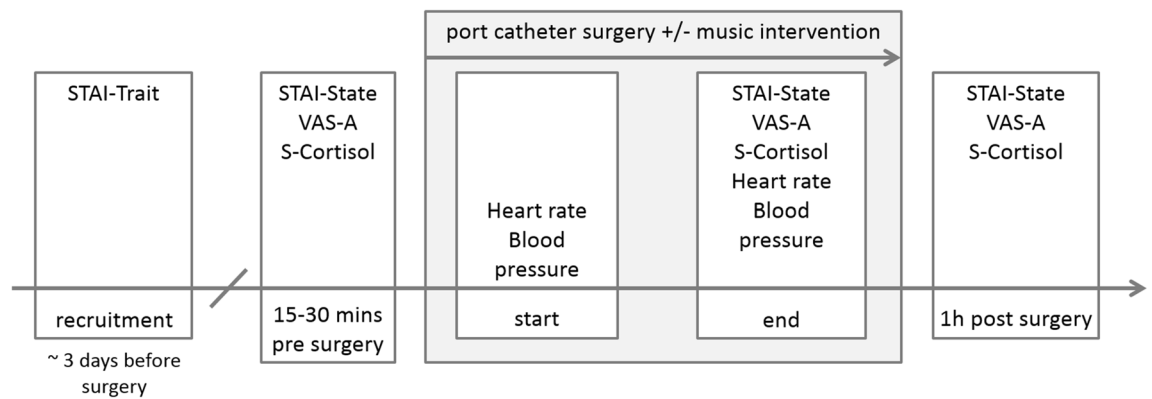 port catheter surgery +/- music intervention
STAI-Trait
recruitment
~ 3 days before
surgery
STAI-State
VAS-A
S-Cortisol
15-30 mins
pre surgery
Heart rate
Blood
pressure
start
STAI-State
VAS-A
S-Cortisol
Heart rate
Blood
pressure
end
STAI-State
VAS-A
S-Cortisol
1h post surgery